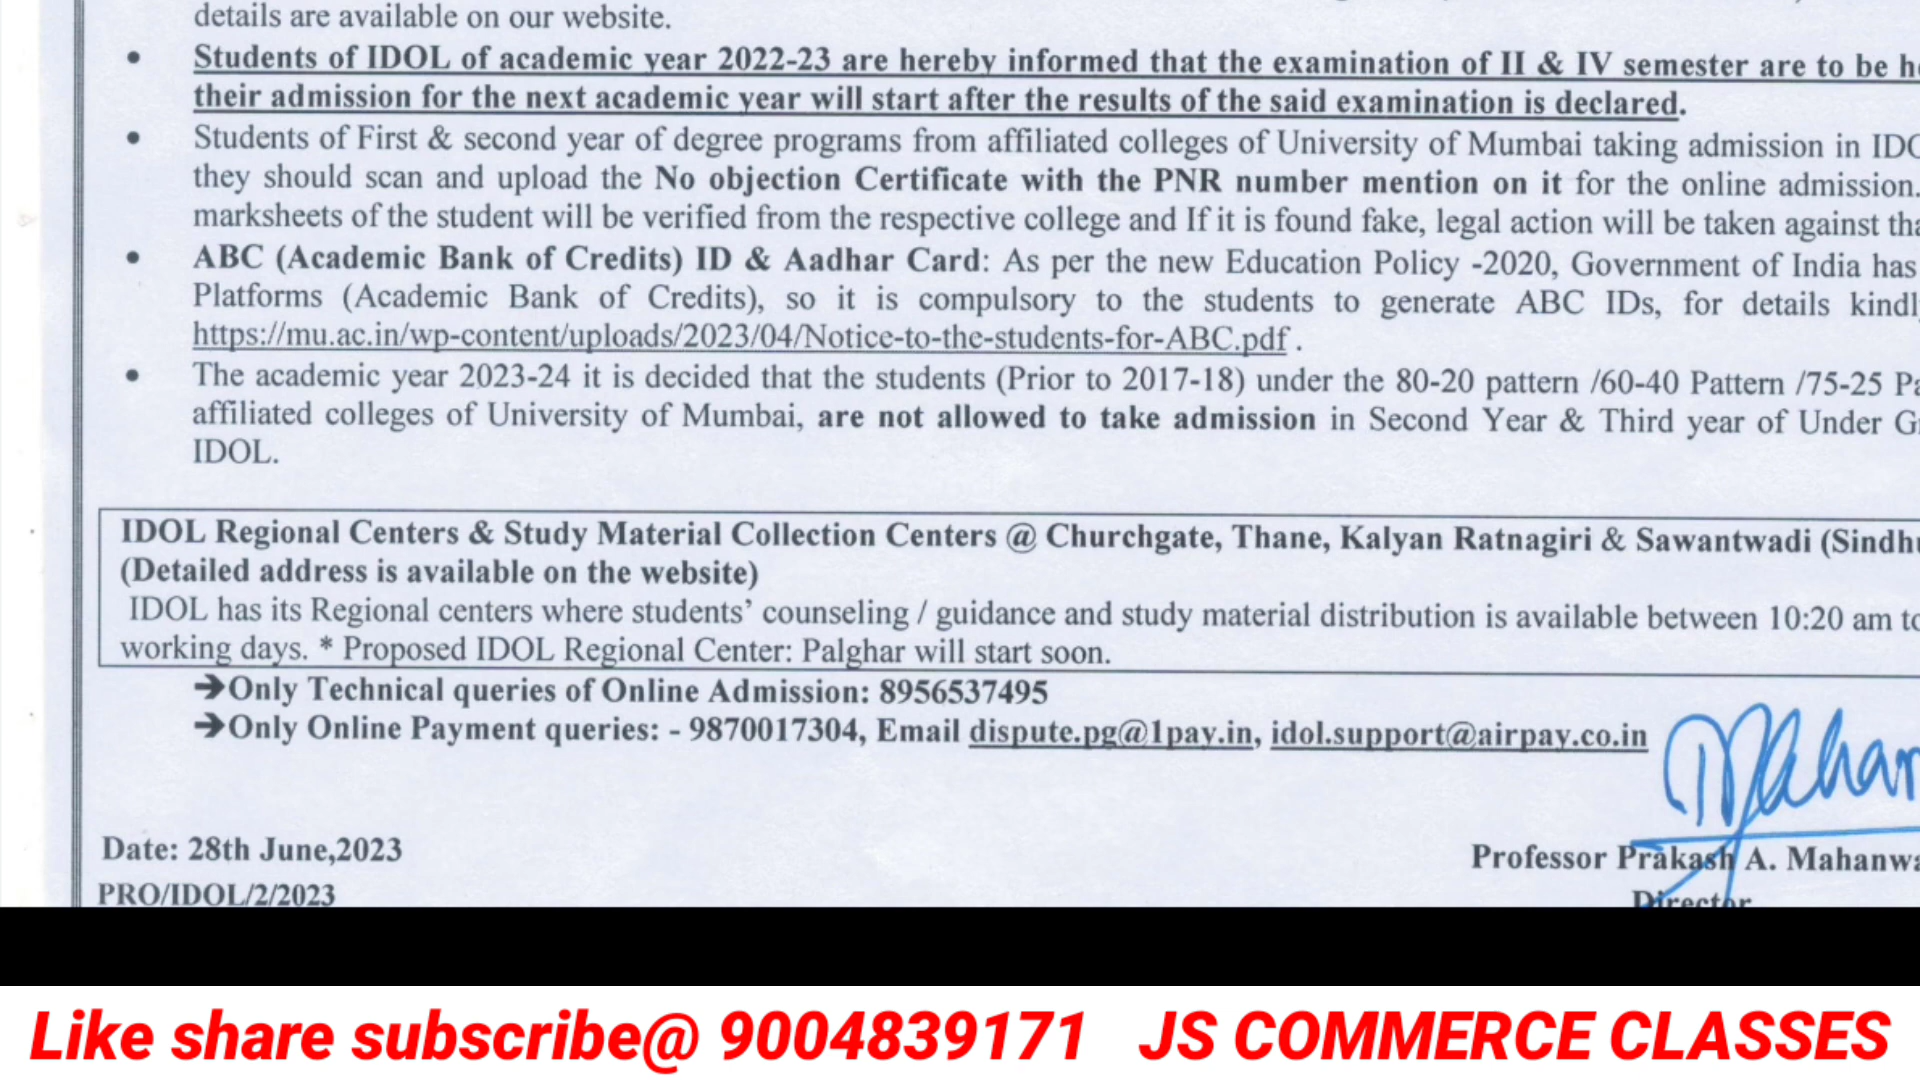 details are available on our website.
• Students of IDOL of academic year 2022-23 are hereby informed that the examination of II & IV semester are to be
their admission for the next academic year will start after the results of the said examination is declared.
• Students of First & second year of degree programs from affiliated colleges of University of Mumbai taking admission in
they should scan and upload the No objection Certificate with the PNR number mention on it for the online admission.
marksheets of the student will be verified from the respective college and If it is found fake, legal action will be taken against
• ABC (Academic Bank of Credits) ID & Aadhar Card: As per the new Education Policy -2020, Government of India has
Platforms (Academic Bank of Credits), so it is compulsory to the students to generate ABC IDs, for details
https://mu.ac.in/wp-content/uploads/2023/04/Notice-to-the-students-for-ABC.pdf .
• The academic year 2023-24 it is decided that the students (Prior to 2017-18) under the 80-20 pattern /60-40 Pattern /75-25
affiliated colleges of University of Mumbai, are not allowed to take admission in Second Year & Third year of Under
IDOL.
IDOL Regional Centers & Study Material Collection Centers @ Churchgate, Thane, Kalyan Ratnagiri & Sawantwadi
(Detailed address is available on the website)
IDOL has its Regional centers where students' counseling / guidance and study material distribution is available between 10:20 am
working days. * Proposed IDOL Regional Center: Palghar will start soon.
➔Only Technical queries of Online Admission: 8956537495
➔Only Online Payment queries: - 9870017304, Email dispute.pg@1pay.in, idol.support@airpay.co.in
Date: 28th June,2023
Professor Prakash A.
PRO/IDOL/2/2023
Director
Like share subscribe@ 9004839171 JS COMMERCE CLASSES